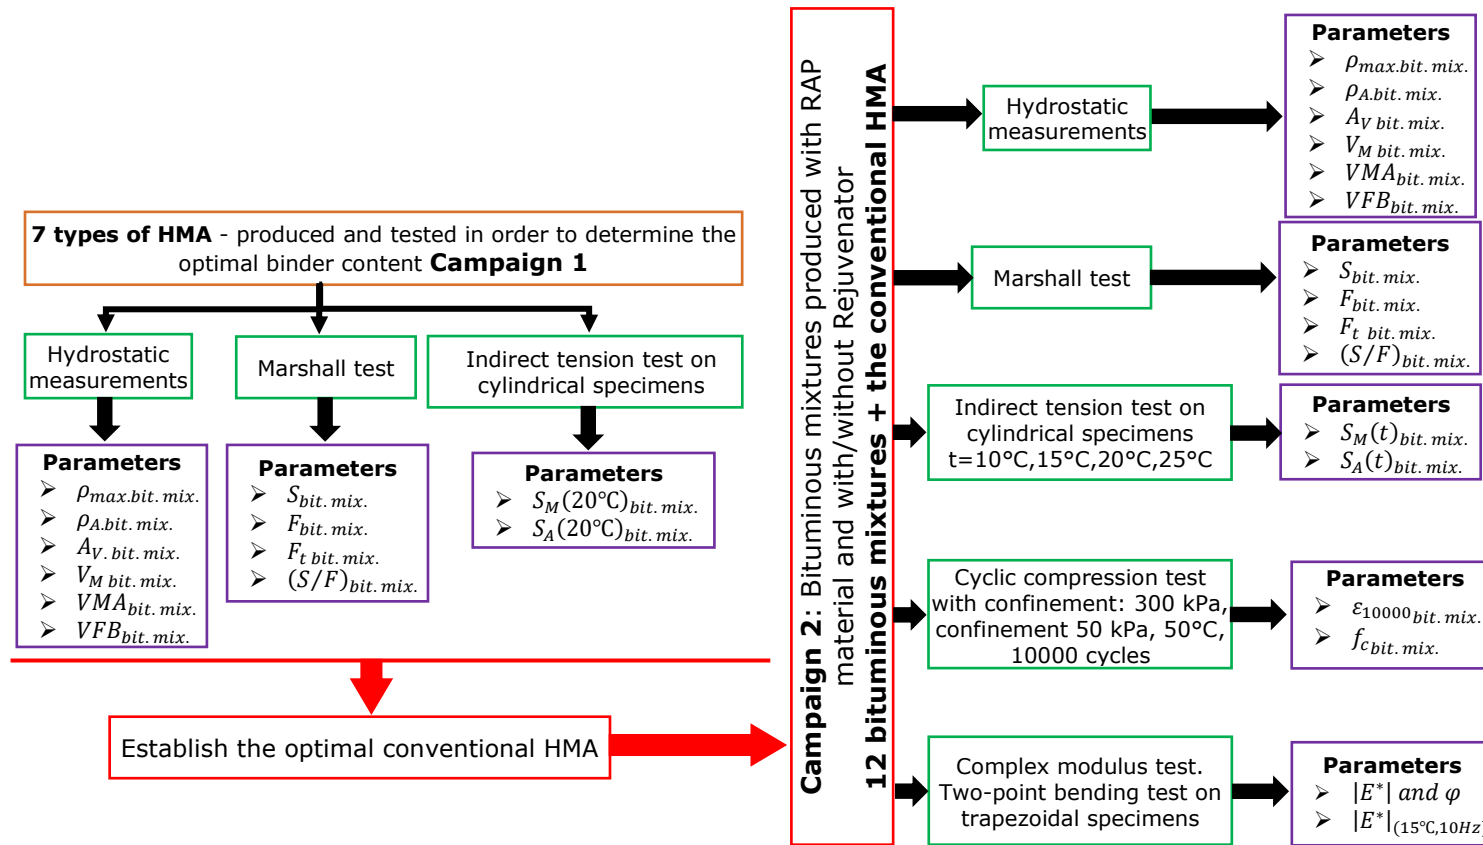 7 types of HMA - produced and tested in order to determine the
optimal binder content Campaign 1
Hydrostatic
measurements
Marshall test
Indirect tension test on
cylindrical specimens
Parameters
➢ ρmax.bit.mix.
➢ ρA.bit.mix.
➢ AV.bit.mix.
➢ VM bit.mix.
➢ VMAbit.mix.
➢ VFBbit.mix.
Parameters
➢ Sbit.mix.
➢ Fbit.mix.
➢ Ft bit.mix.
➢ (S/F)bit.mix.
Parameters
➢ SM(20°C)bit.mix.
➢ SA(20°C)bit.mix.
Establish the optimal conventional HMA
Campaign 2: Bituminous mixtures produced with RAP
material and with/without Rejuvenator
12 bituminous mixtures + the conventional HMA
Hydrostatic
measurements
Parameters
➢ ρmax.bit.mix.
➢ ρA.bit.mix.
➢ AV bit.mix.
➢ VM bit.mix.
➢ VMAbit.mix.
➢ VFBbit.mix.
Marshall test
Parameters
➢ Sbit.mix.
➢ Fbit.mix.
➢ Ft bit.mix.
➢ (S/F)bit.mix.
Indirect tension test on
cylindrical specimens
t=10°C,15°C,20°C,25°C
Parameters
➢ SM(t)bit.mix.
➢ SA(t)bit.mix.
Cyclic compression test
with confinement: 300 kPa,
confinement 50 kPa, 50°C,
10000 cycles
Parameters
➢ ε10000bit.mix.
➢ fcbit.mix.
Complex modulus test.
Two-point bending test on
trapezoidal specimens
Parameters
➢ |E*| and φ
➢ |E*|(15°C,10Hz)